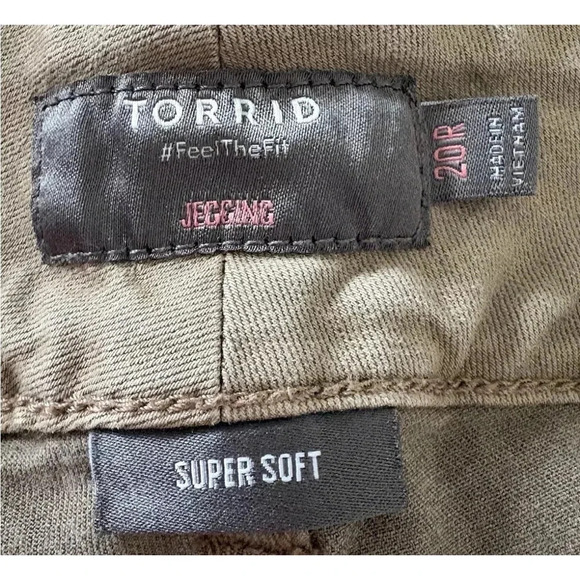 TORRID
#FeelTheFit
JEGGING
20R
MADE IN
VIETNAM
SUPER SOFT